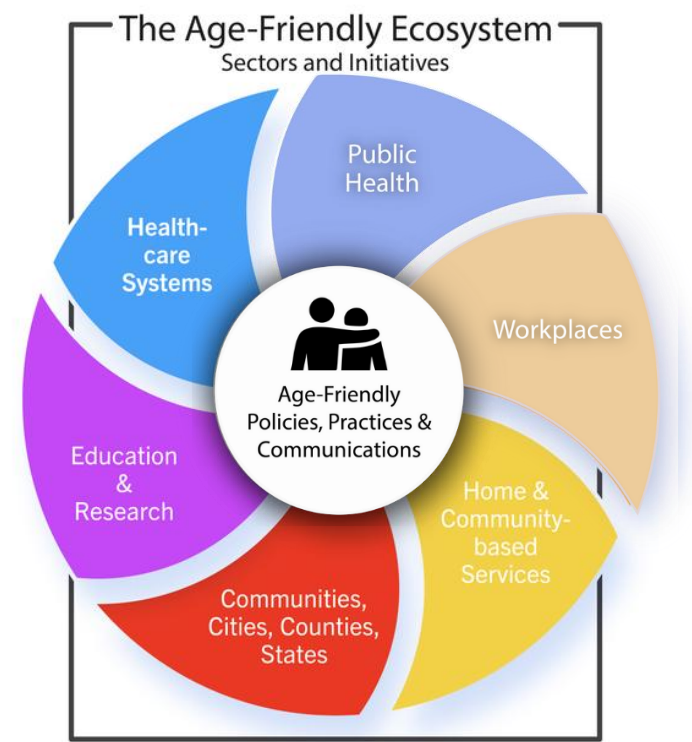 The Age-Friendly Ecosystem
Sectors and Initiatives
Public
Health
Health-
care
Systems
Workplaces
Age-Friendly
Policies, Practices &
Communications
Education
&
Research
Home &
Community-
based
Services
Communities,
Cities, Counties,
States